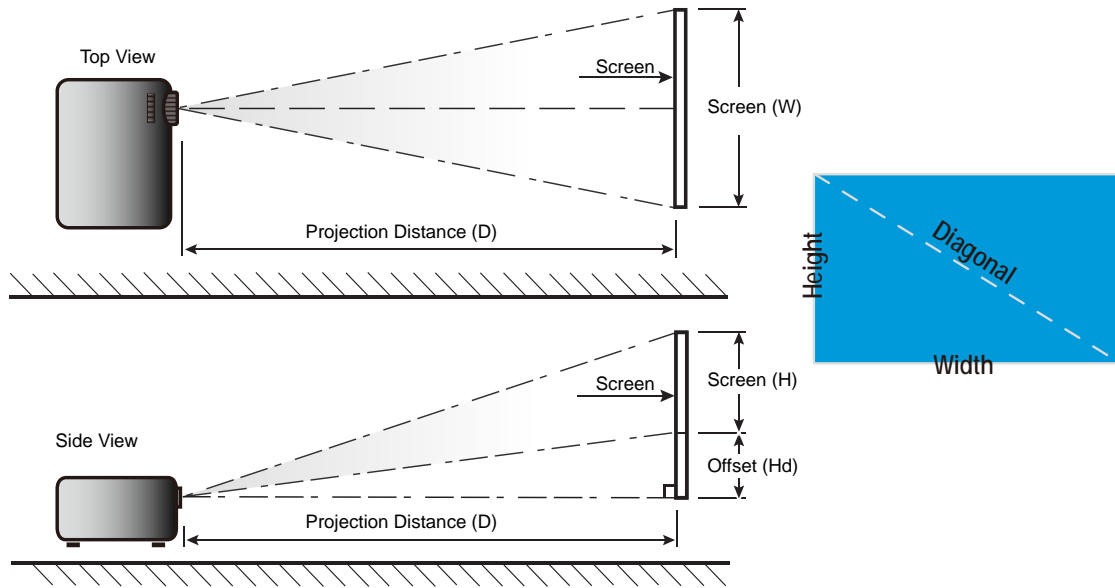 Top View
Screen
Screen (W)
Projection Distance (D)
Height
Diagonal
Width
Screen
Screen (H)
Side View
Offset (Hd)
Projection Distance (D)